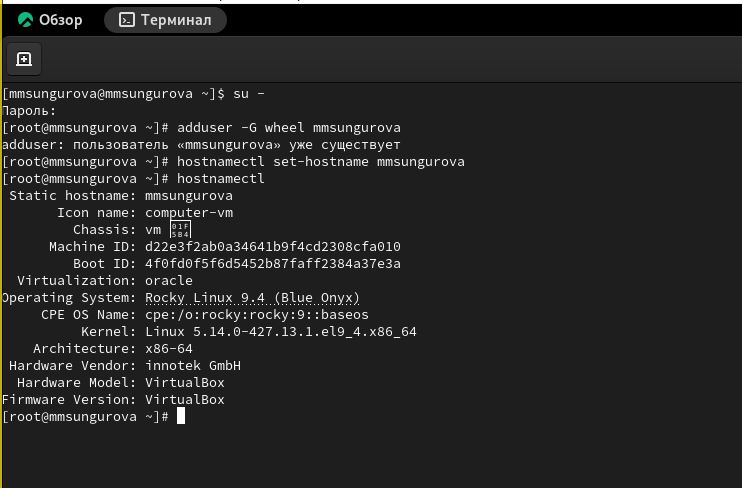 Обзор
Терминал
[mmsungurova@mmsungurova ~]$ su -
Пароль:
[root@mmsungurova ~]# adduser -G wheel mmsungurova
adduser: пользователь «mmsungurova» уже существует
[root@mmsungurova ~]# hostnamectl set-hostname mmsungurova
[root@mmsungurova ~]# hostnamectl
Static hostname: mmsungurova
Icon name: computer-vm
Chassis: vm 🖴
Machine ID: d22e3f2ab0a34641b9f4cd2308cfa010
Boot ID: 4f0fd0f5f6d5452b87faff2384a37e3a
Virtualization: oracle
Operating System: Rocky Linux 9.4 (Blue Onyx)
CPE OS Name: cpe:/o:rocky:rocky:9::baseos
Kernel: Linux 5.14.0-427.13.1.el9_4.x86_64
Architecture: x86-64
Hardware Vendor: innotek GmbH
Hardware Model: VirtualBox
Firmware Version: VirtualBox
[root@mmsungurova ~]#